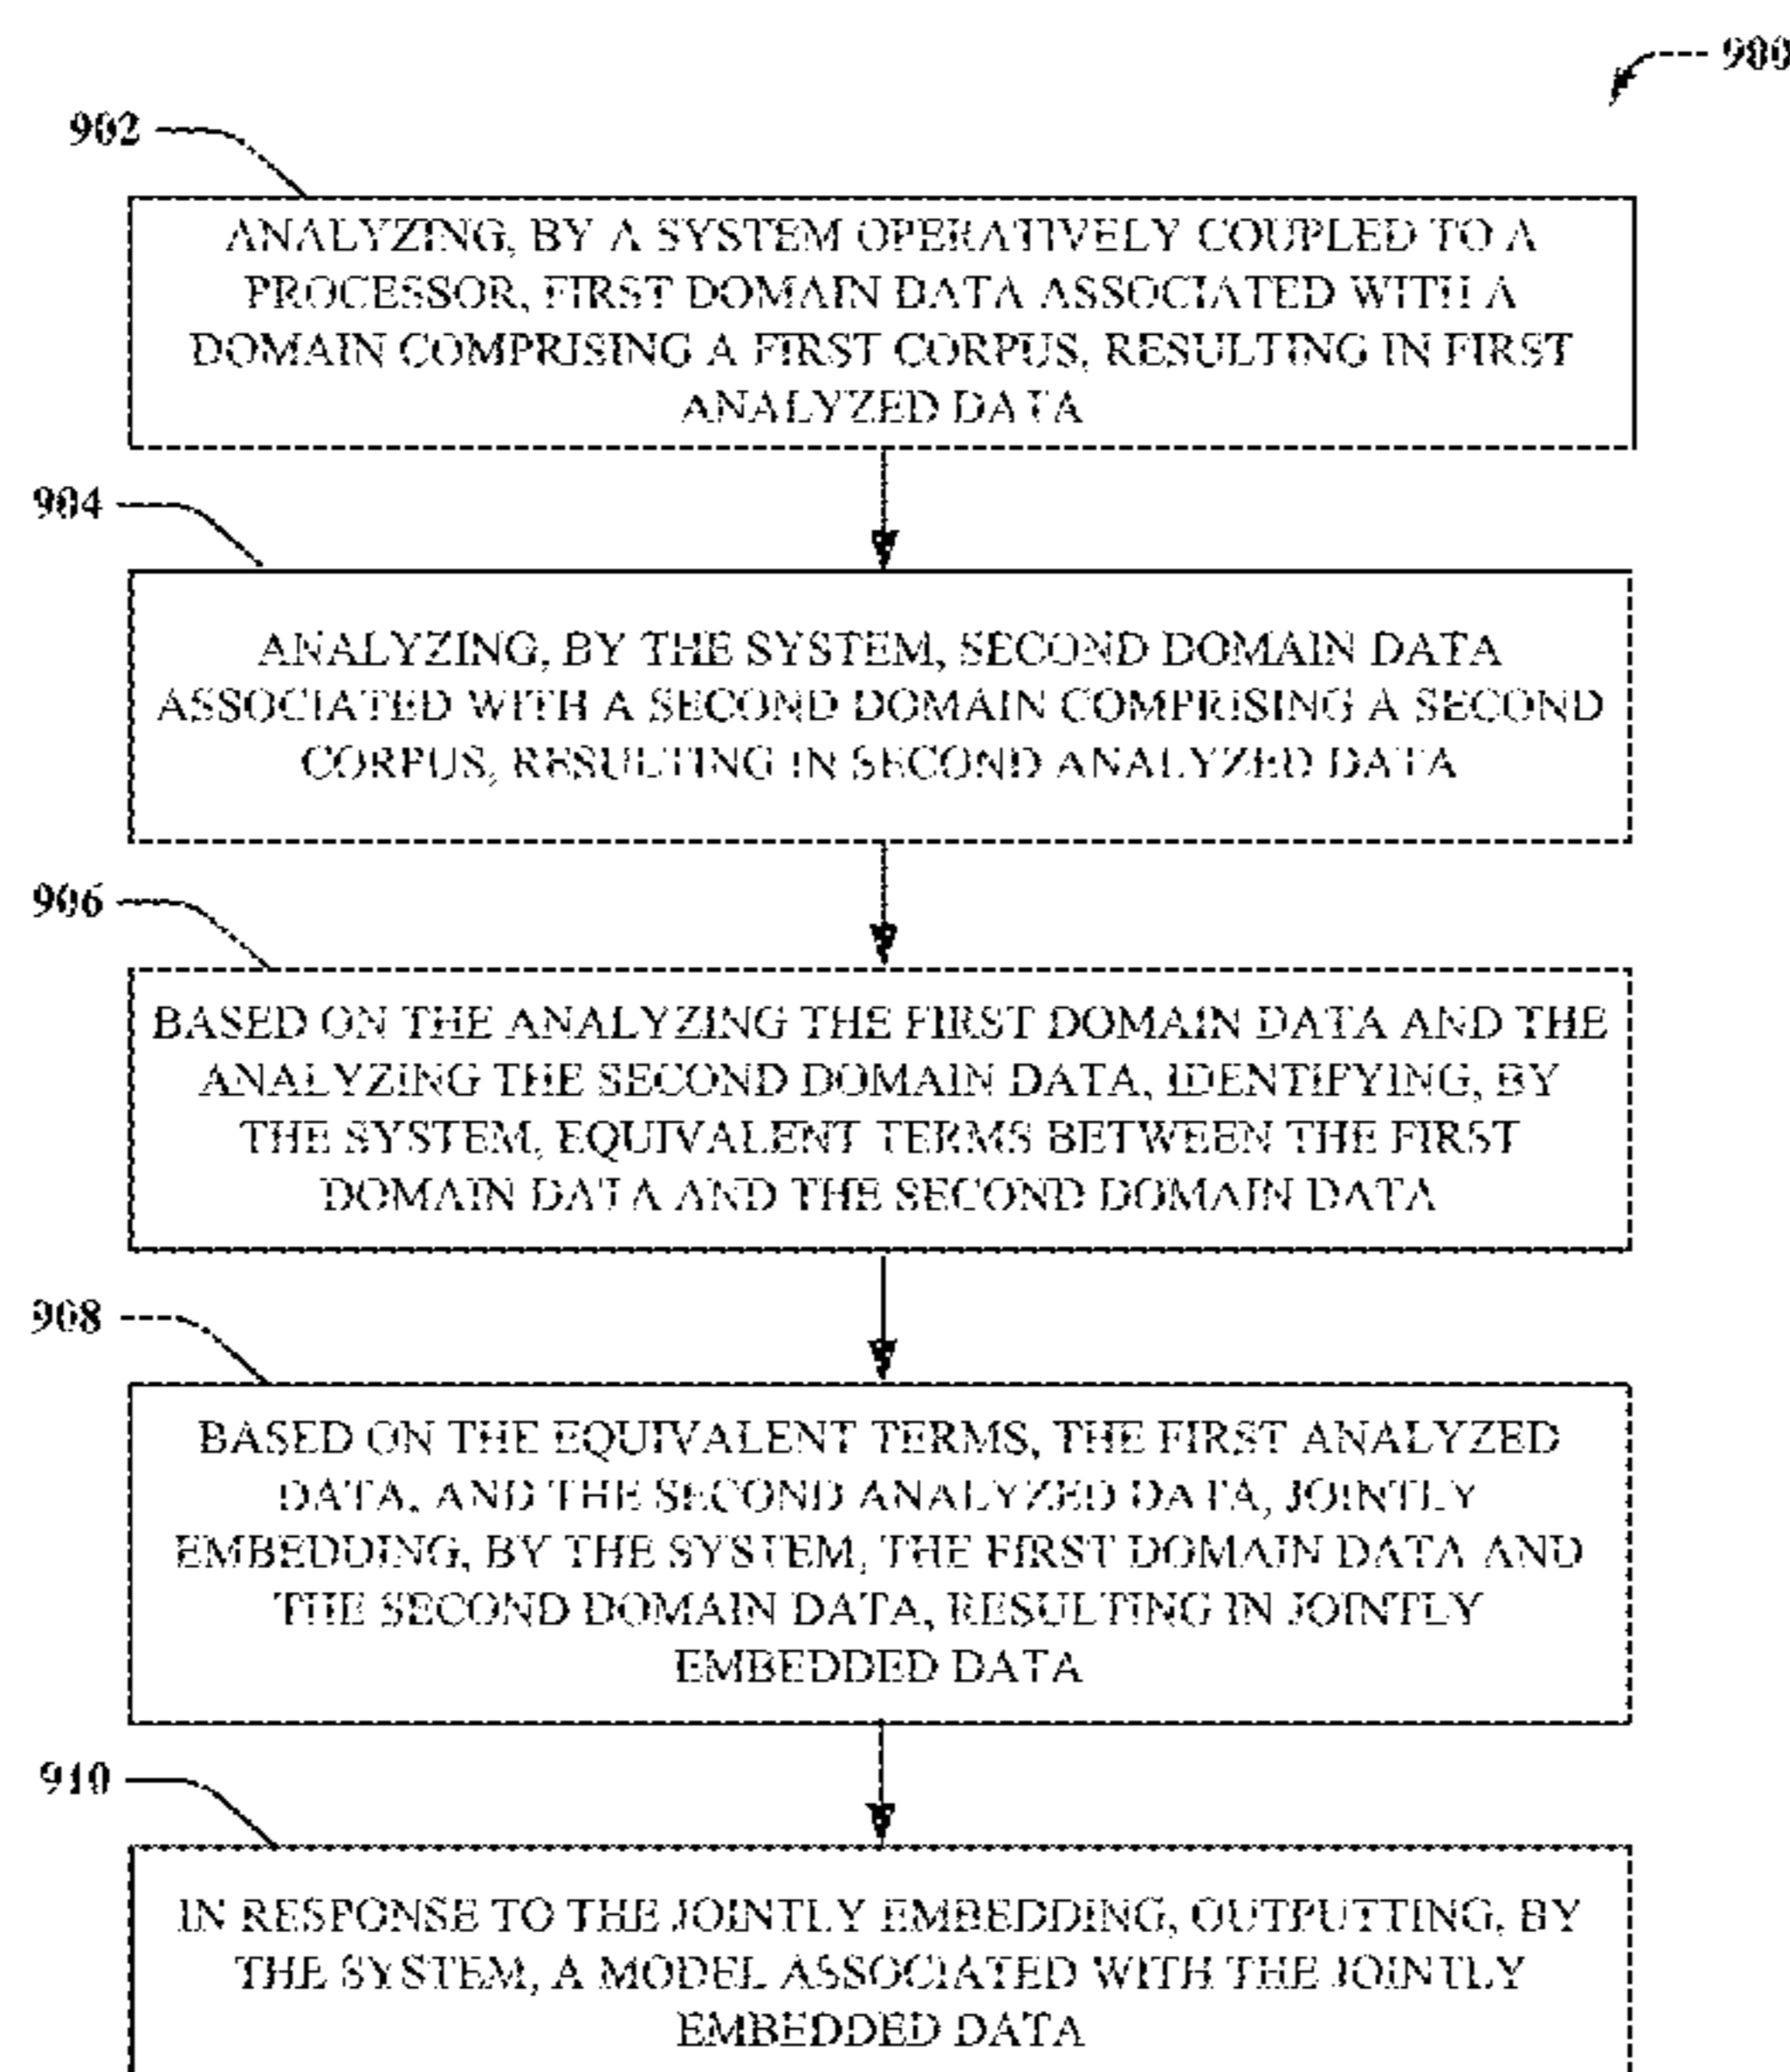 900
902
ANALYZING, BY A SYSTEM OPERATIVELY COUPLED TO A
PROCESSOR, FIRST DOMAIN DATA ASSOCIATED WITH A
DOMAIN COMPRISING A FIRST CORPUS, RESULTING IN FIRST
ANALYZED DATA
904
ANALYZING, BY THE SYSTEM, SECOND DOMAIN DATA
ASSOCIATED WITH A SECOND DOMAIN COMPRISING A SECOND
CORPUS, RESULTING IN SECOND ANALYZED DATA
906
BASED ON THE ANALYZING THE FIRST DOMAIN DATA AND THE
ANALYZING THE SECOND DOMAIN DATA, IDENTIFYING, BY
THE SYSTEM, EQUIVALENT TERMS BETWEEN THE FIRST
DOMAIN DATA AND THE SECOND DOMAIN DATA
908
BASED ON THE EQUIVALENT TERMS, THE FIRST ANALYZED
DATA, AND THE SECOND ANALYZED DATA, JOINTLY
EMBEDDING, BY THE SYSTEM, THE FIRST DOMAIN DATA AND
THE SECOND DOMAIN DATA, RESULTING IN JOINTLY
EMBEDDED DATA
910
IN RESPONSE TO THE JOINTLY EMBEDDING, OUTPUTTING, BY
THE SYSTEM, A MODEL ASSOCIATED WITH THE JOINTLY
EMBEDDED DATA